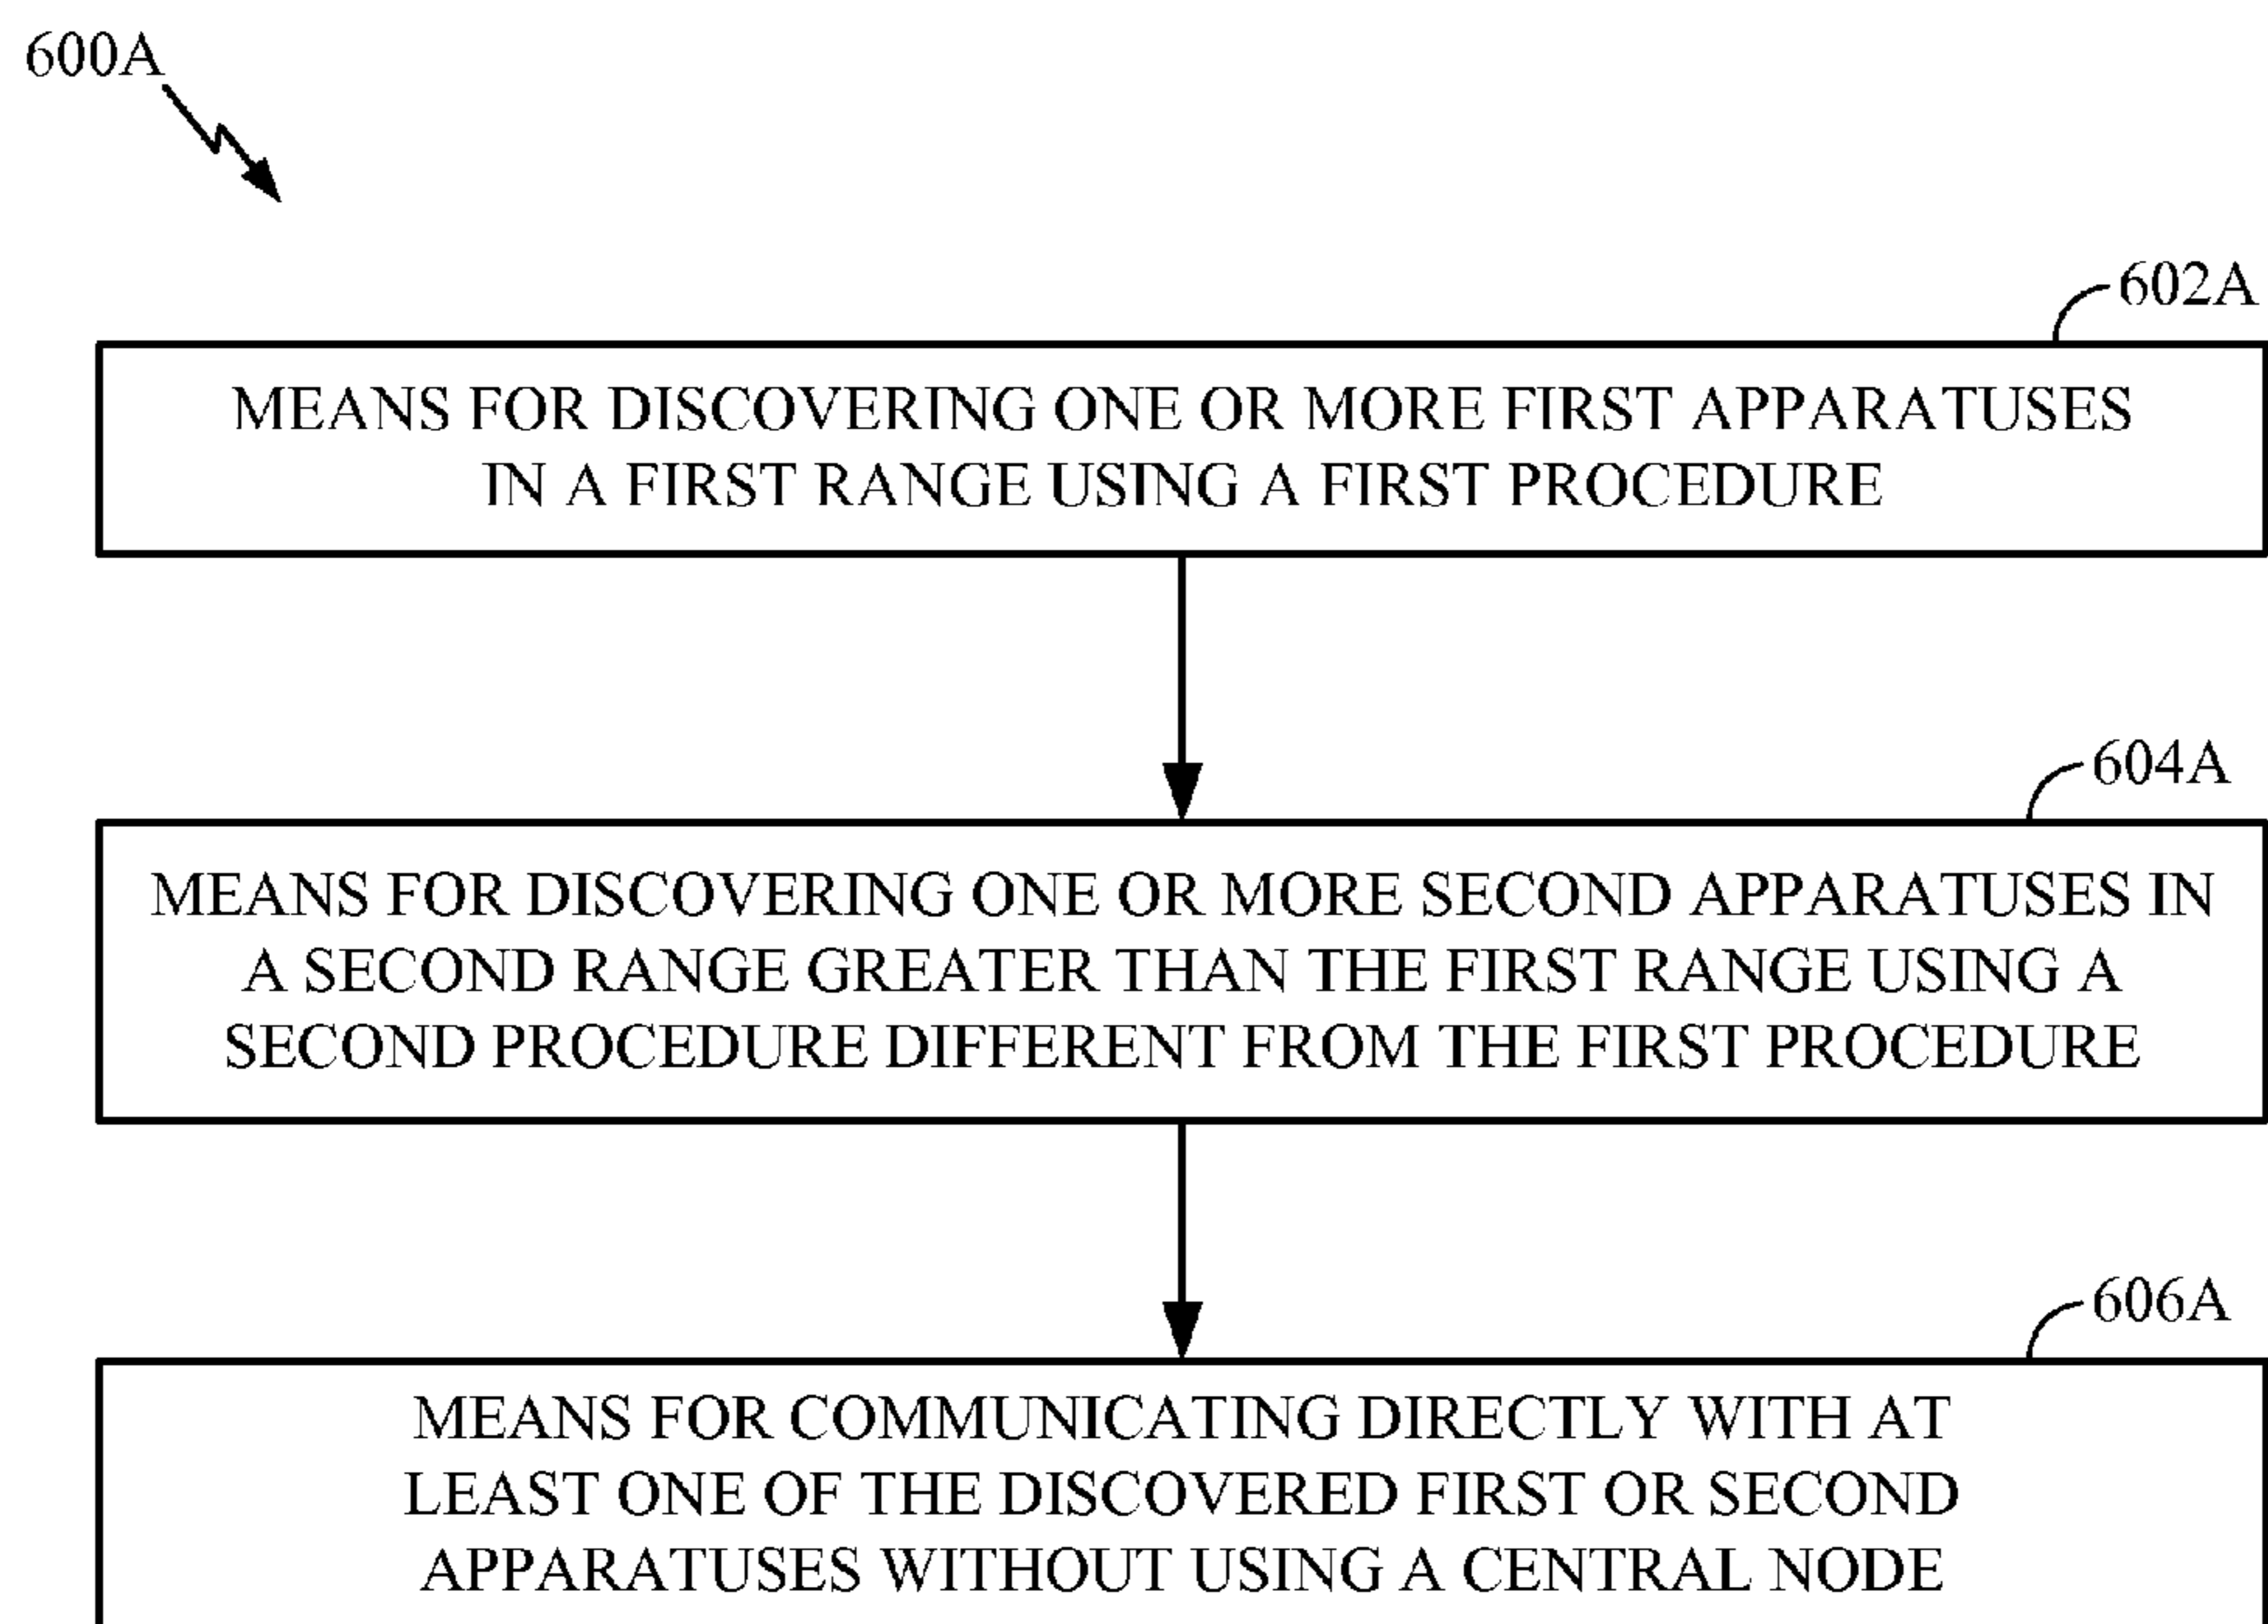 600A
602A
MEANS FOR DISCOVERING ONE OR MORE FIRST APPARATUSES
IN A FIRST RANGE USING A FIRST PROCEDURE
604A
MEANS FOR DISCOVERING ONE OR MORE SECOND APPARATUSES IN
A SECOND RANGE GREATER THAN THE FIRST RANGE USING A
SECOND PROCEDURE DIFFERENT FROM THE FIRST PROCEDURE
606A
MEANS FOR COMMUNICATING DIRECTLY WITH AT
LEAST ONE OF THE DISCOVERED FIRST OR SECOND
APPARATUSES WITHOUT USING A CENTRAL NODE